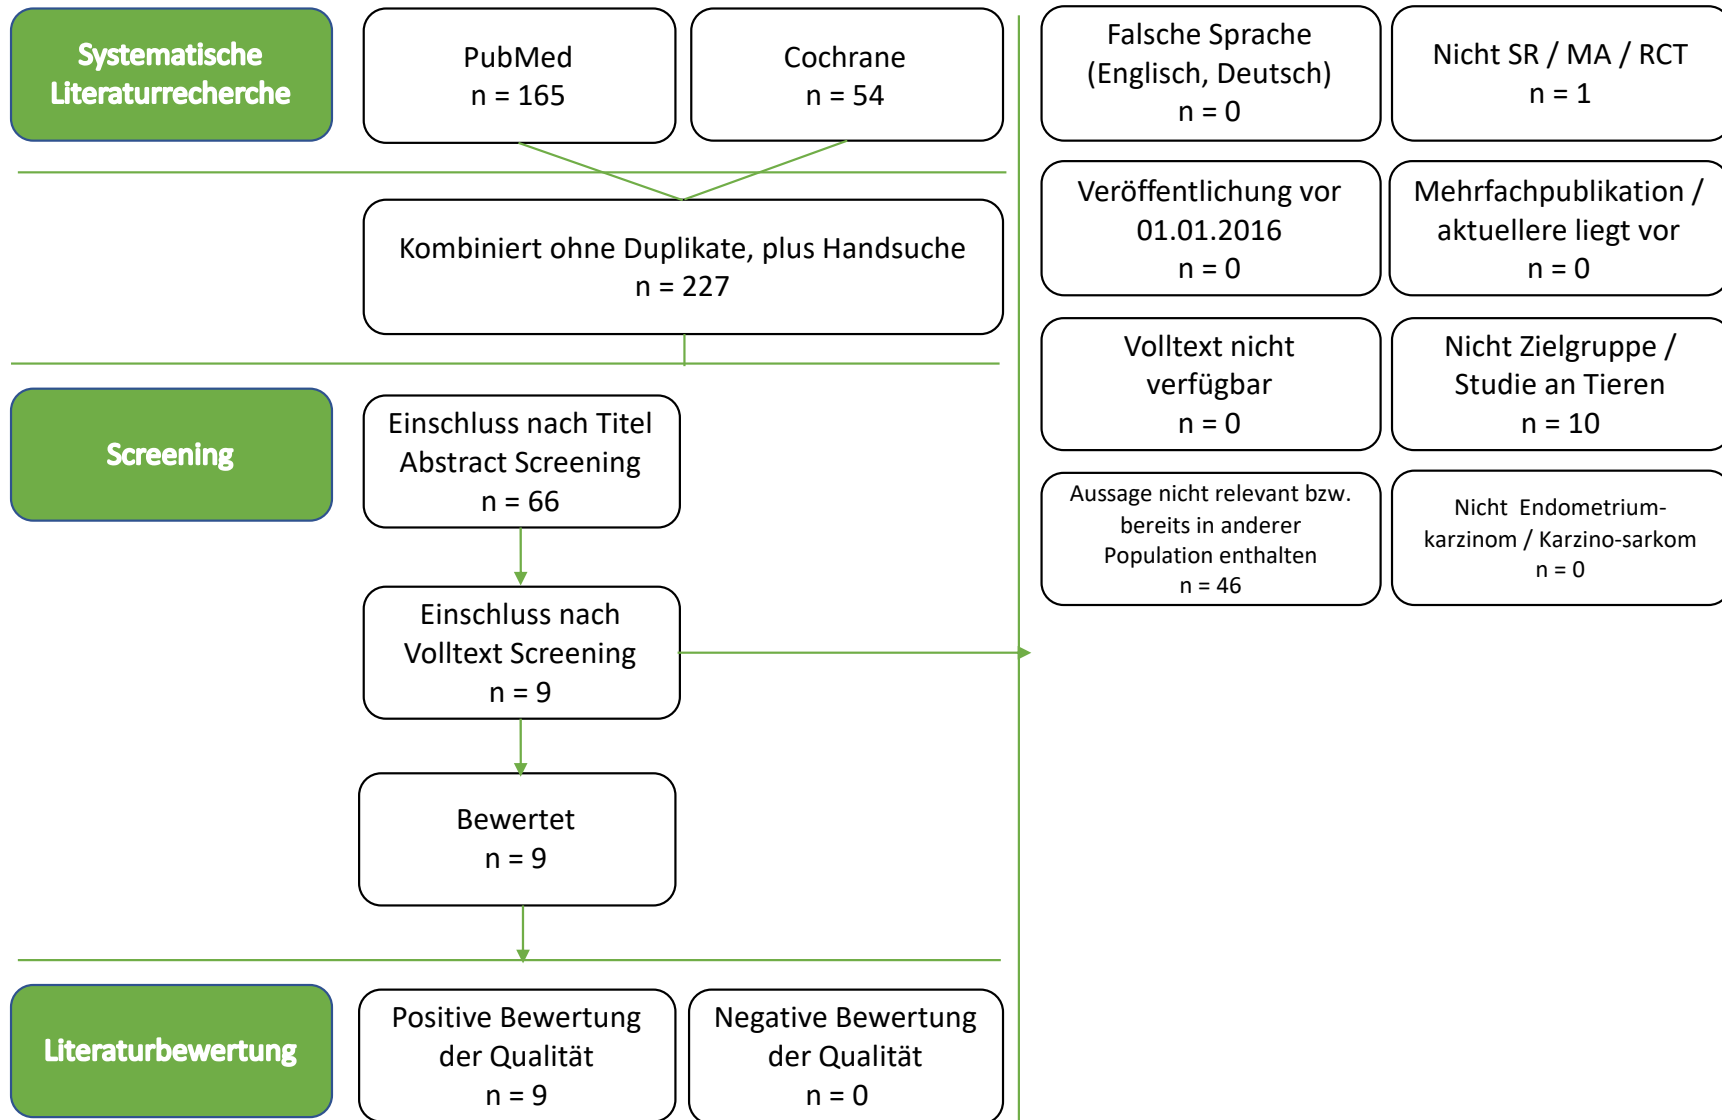 Systematische
Literaturrecherche
PubMed
n = 165
Cochrane
n = 54
Kombiniert ohne Duplikate, plus Handsuche
n = 227
Screening
Einschluss nach Titel
Abstract Screening
n = 66
Einschluss nach
Volltext Screening
n = 9
Bewertet
n = 9
Literaturbewertung
Positive Bewertung
der Qualität
n = 9
Negative Bewertung
der Qualität
n = 0
Falsche Sprache
(Englisch, Deutsch)
n = 0
Nicht SR / MA / RCT
n = 1
Veröffentlichung vor
01.01.2016
n = 0
Mehrfachpublikation /
aktuellere liegt vor
n = 0
Volltext nicht
verfügbar
n = 0
Nicht Zielgruppe /
Studie an Tieren
n = 10
Aussage nicht relevant bzw.
bereits in anderer
Population enthalten
n = 46
Nicht Endometrium-
karzinom / Karzino-sarkom
n = 0